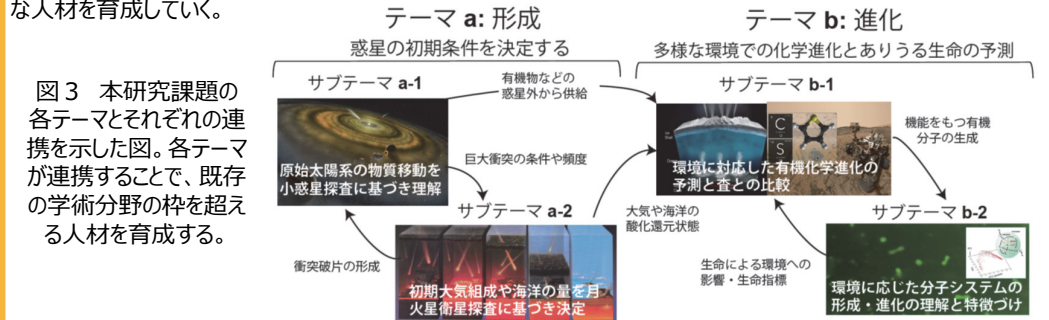 な人材を育成していく。
図3 本研究課題の
各テーマとそれぞれの連
携を示した図。各テーマ
が連携することで、既存
の学術分野の枠を超え
る人材を育成する。
テーマ a: 形成
惑星の初期条件を決定する
サブテーマ a-1
有機物などの
惑星外から供給
原始太陽系の物質移動を
小惑星探査に基づき理解
巨大衝突の条件や頻度
サブテーマ a-2
衝突破片の形成
初期大気組成や海洋の量を月
火星衛星探査に基づき決定
大気や海洋の
酸化還元状態
テーマ b: 進化
多様な環境での化学進化とありうる生命の予測
サブテーマ b-1
C
S
環境に対応した有機化学進化の
予測と査との比較
機能をもつ有機
分子の生成
サブテーマ b-2
生命による環境への
影響・生命指標
環境に応じた分子システムの
形成・進化の理解と特徴づけ